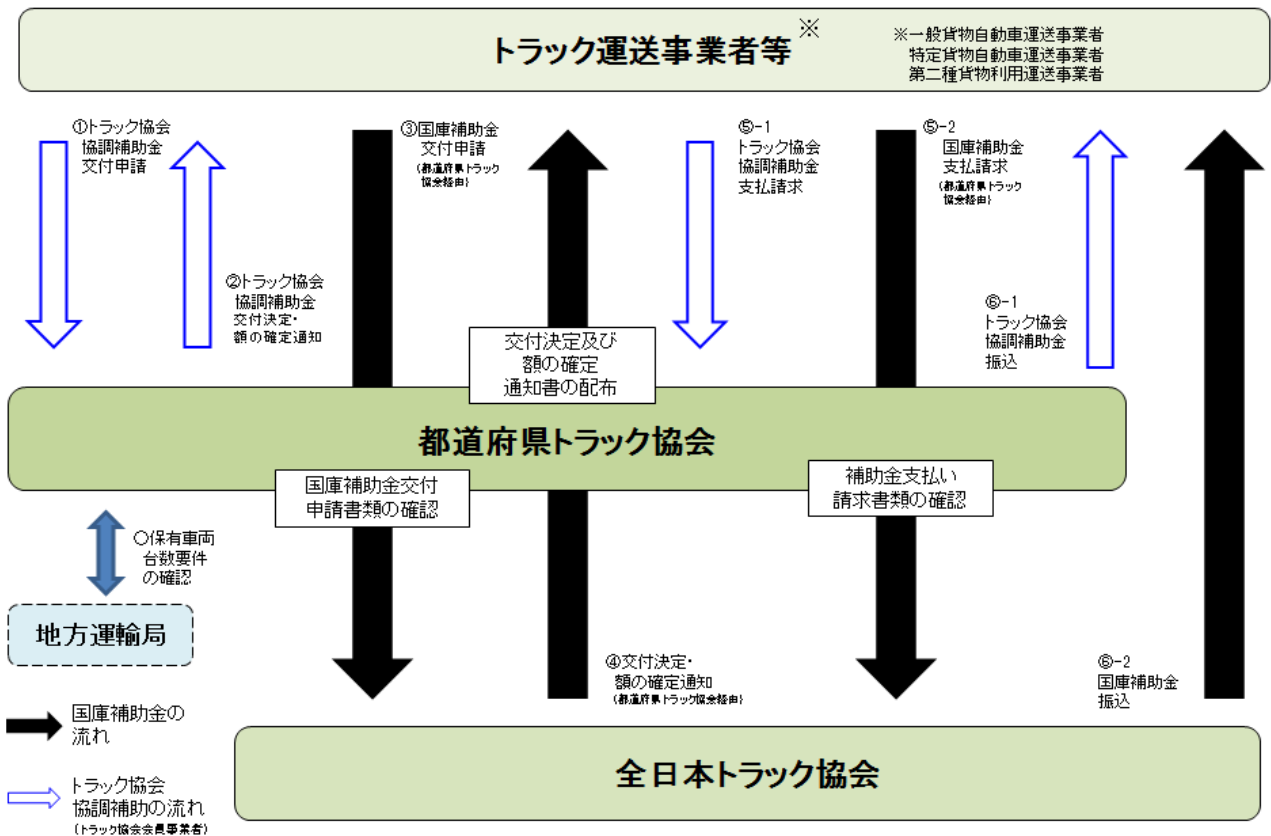 トラック運送事業者等※
※一般貨物自動車運送事業者
特定貨物自動車運送事業者
第二種貨物利用運送事業者
①トラック協会
協調補助金
交付申請
②トラック協会
協調補助金
交付決定・
額の確定通知
③国庫補助金
交付申請
(都道府県トラック
協会経由)
交付決定及び
額の確定
通知書の配布
⑤-1
トラック協会
協調補助金
支払請求
⑤-2
国庫補助金
支払請求
(都道府県トラック
協会経由)
⑥-1
トラック協会
協調補助金
振込
都道府県トラック協会
国庫補助金交付
申請書類の確認
補助金支払い
請求書類の確認
○保有車両
台数要件
の確認
地方運輸局
④交付決定・
額の確定通知
(都道府県トラック協会経由)
⑥-2
国庫補助金
振込
国庫補助金の
流れ
トラック協会
協調補助の流れ
(トラック協会会員事業者)
全日本トラック協会